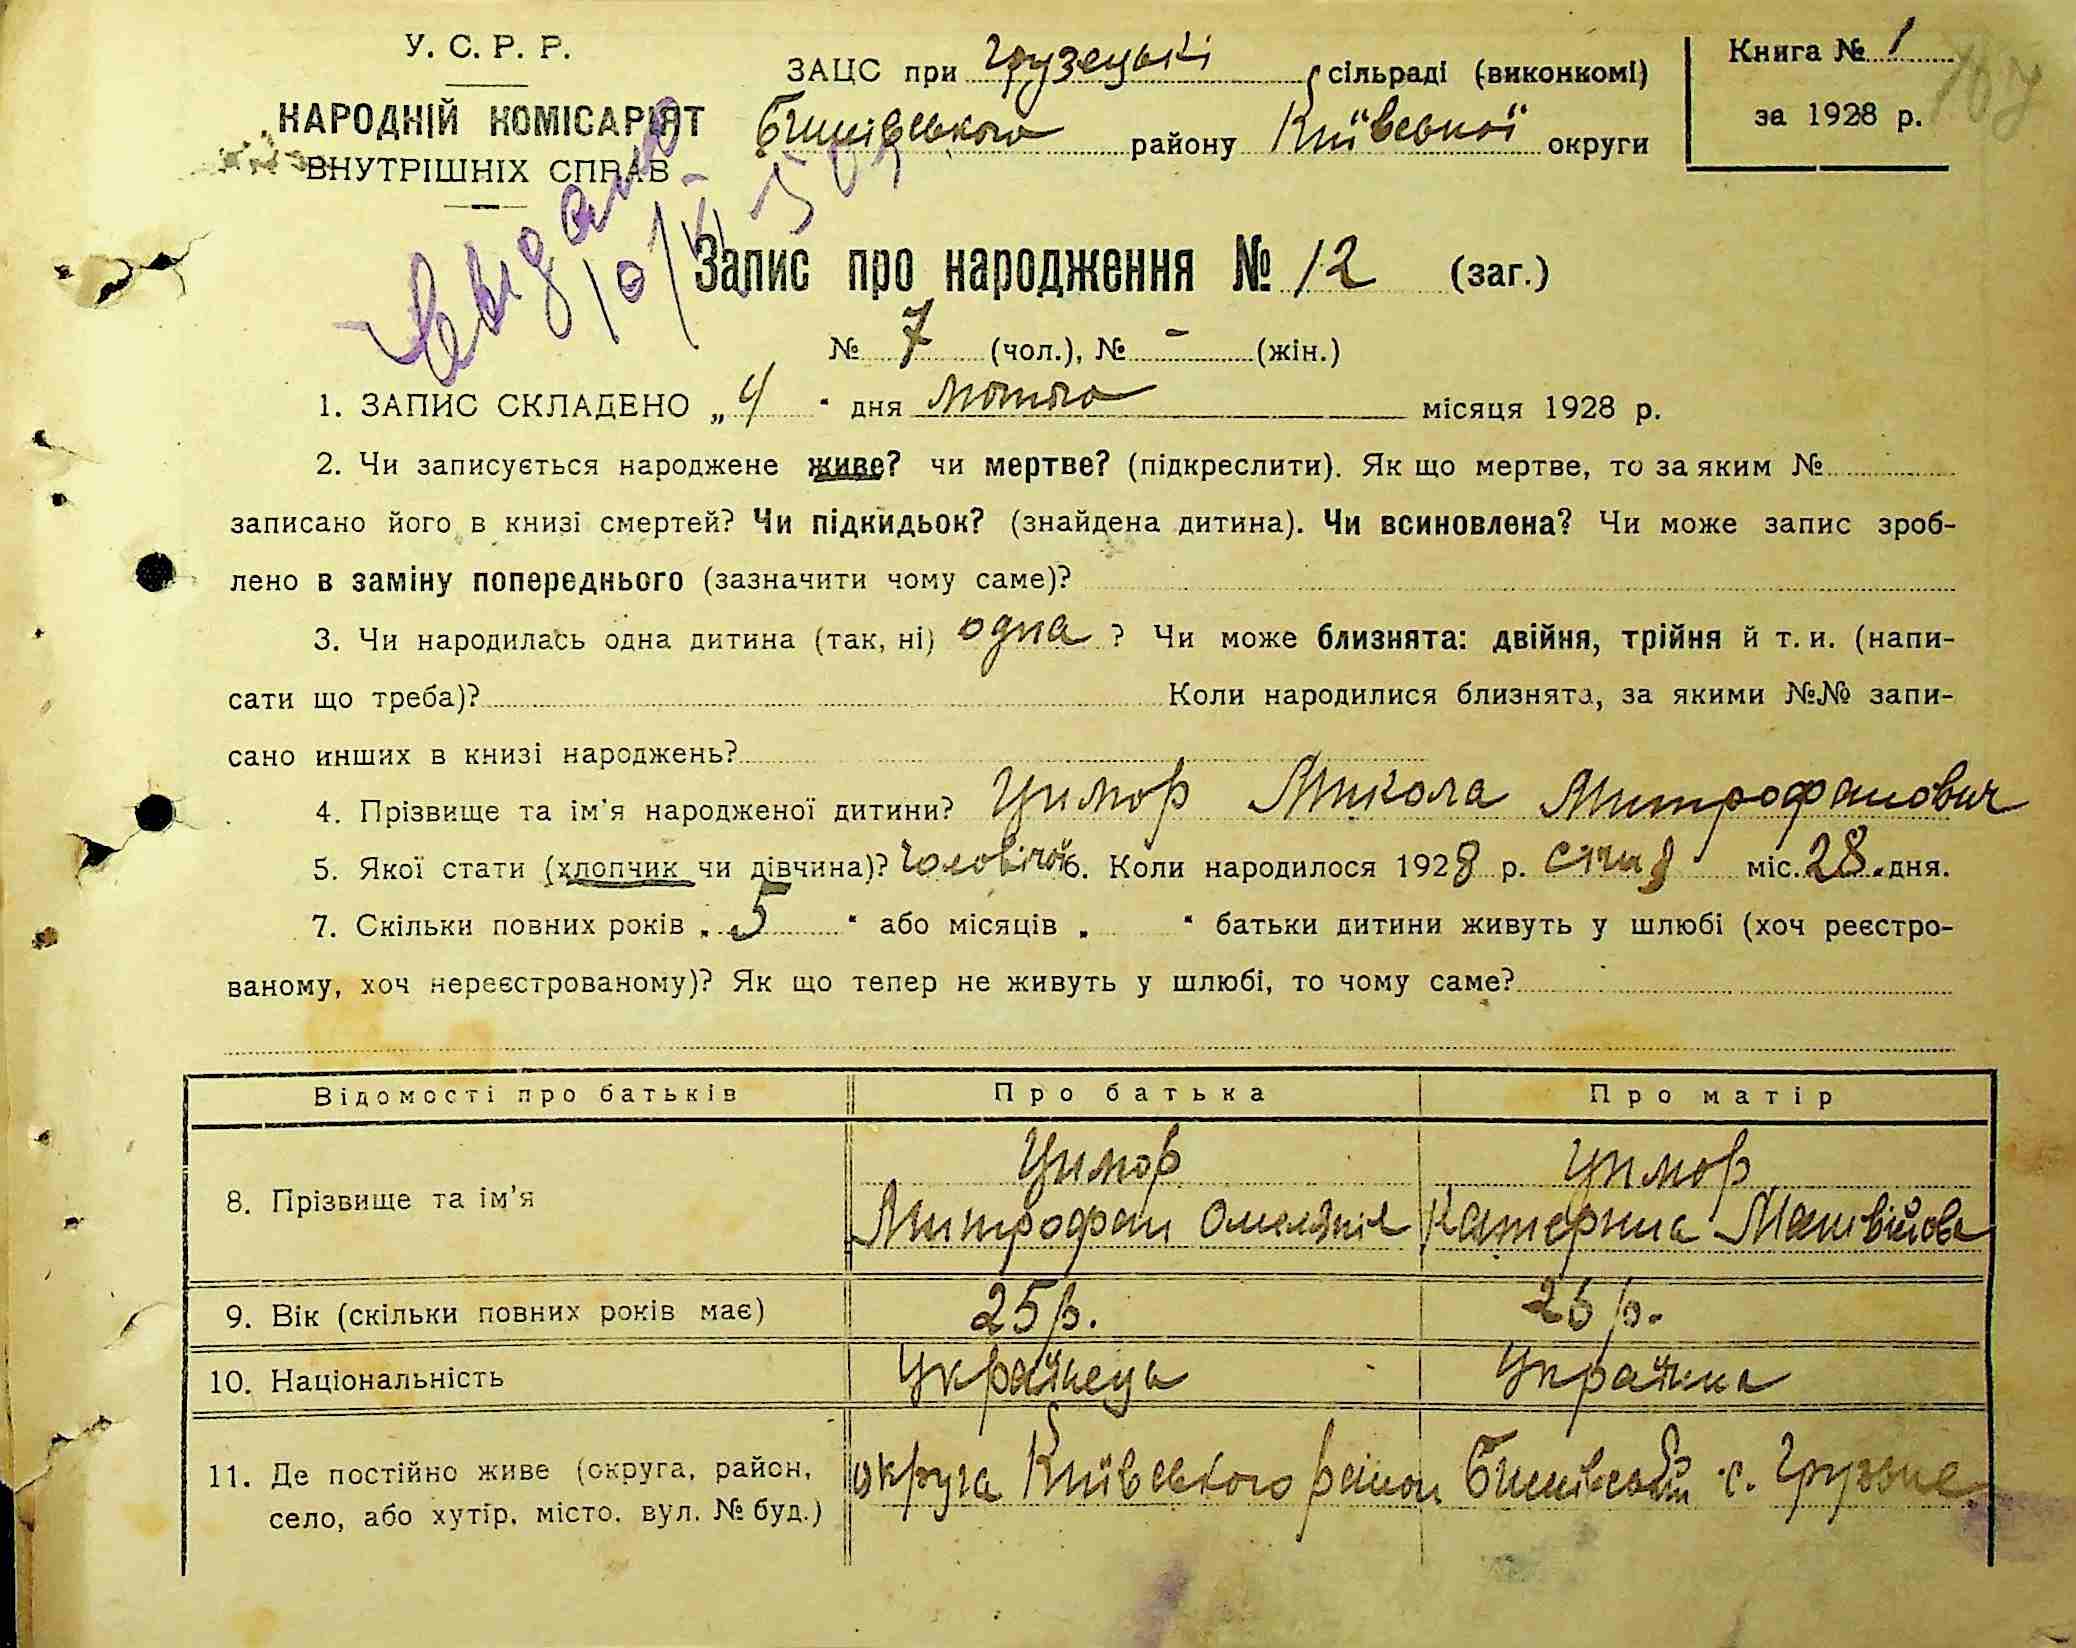 У. С. Р. Р.
НАРОДНІЙ КОМІСАРІЯТ
ВНУТРІШНІХ СПРАВ
ЗАЦС при Грузецькі сільраді (виконкомі)
Бишівського району Київської округи
Книга № 1
за 1928 р.
167
Запис про народження № 12 (заг.)
№ 7 (чол.), № - (жін.)
1. ЗАПИС СКЛАДЕНО „ 4 “ дня лютого місяця 1928 р.
2. Чи записується народжене живе? чи мертве? (підкреслити). Як що мертве, то за яким №
записано його в книзі смертей? Чи підкидьок? (знайдена дитина). Чи всиновлена? Чи може запис зроб-
лено в заміну попереднього (зазначити чому саме)?
3. Чи народилась одна дитина (так, ні) одна ? Чи може близнята: двійня, трійня й т. и. (напи-
сати що треба)? Коли народилися близнята, за якими №№ запи-
сано инших в книзі народжень?
4. Прізвище та ім'я народженої дитини? Цимор Микола Митрофанович
5. Якої стати (хлопчик чи дівчина)? Чоловічої 6. Коли народилося 1928 р. січня міс. 28 дня.
7. Скільки повних років „ 5 “ або місяців „ “ батьки дитини живуть у шлюбі (хоч реєстро-
ваному, хоч нереєстрованому)? Як що тепер не живуть у шлюбі, то чому саме?
Відомості про батьків Про батька Про матір
8. Прізвище та ім'я Цимор Цимор
Митрофан Катерина Матвійова
9. Вік (скільки повних років має) 25 р. 25 р.
10. Національність Українець Українка
11. Де постійно живе (округа, район, округа Київського район Бишівський с. Грузьке
село, або хутір, місто, вул. № буд.)